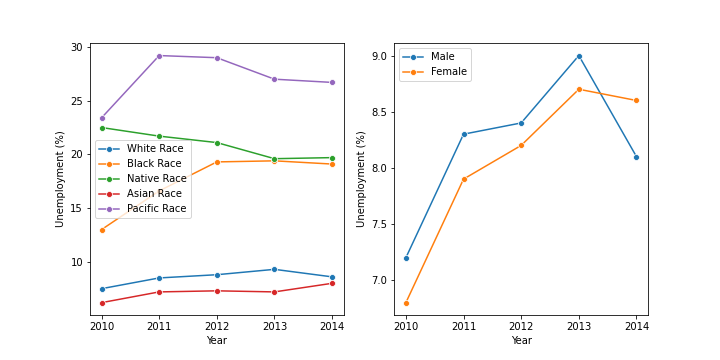 30
25
20
15
10
Unemployment (%)
White Race
Black Race
Native Race
Asian Race
Pacific Race
2010 2011 2012 2013 2014
Year
9.0
8.5
8.0
7.5
7.0
Unemployment (%)
Male
Female
2010 2011 2012 2013 2014
Year